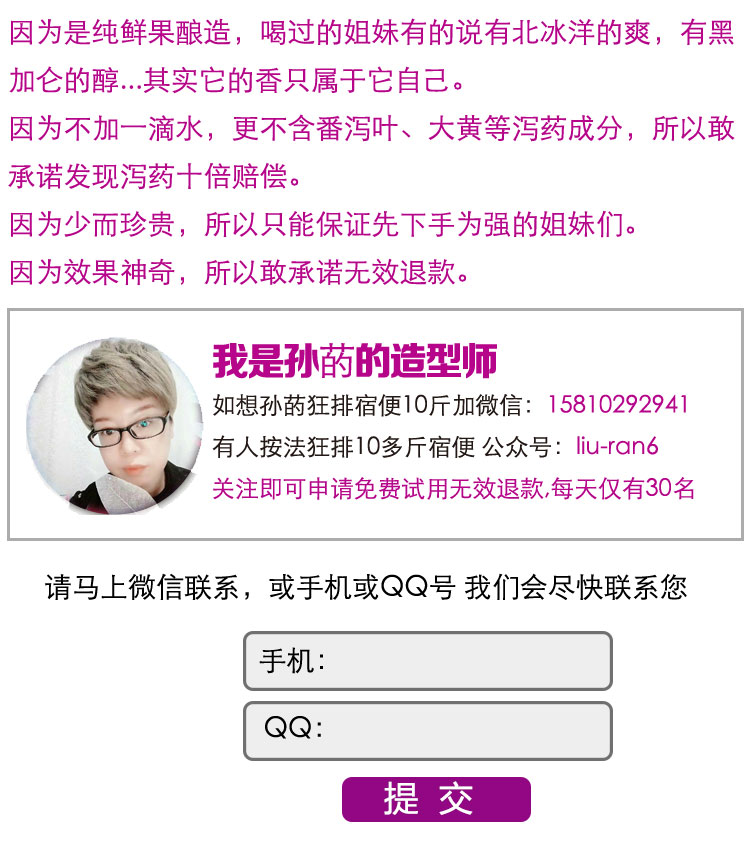 因为是纯鲜果酿造，喝过的姐妹有的说有北冰洋的爽，有黑
加仑的醇...其实它的香只属于它自己。
因为不加一滴水，更不含番泻叶、大黄等泻药成分，所以敢
承诺发现泻药十倍赔偿。
因为少而珍贵，所以只能保证先下手为强的姐妹们。
因为效果神奇，所以敢承诺无效退款。
我是孙菂的造型师
如想孙菂狂排宿便10斤加微信：15810292941
有人按法狂排10多斤宿便 公众号：liu-ran6
关注即可申请免费试用无效退款,每天仅有30名
请马上微信联系，或手机或QQ号 我们会尽快联系您
手机：
QQ：
提 交